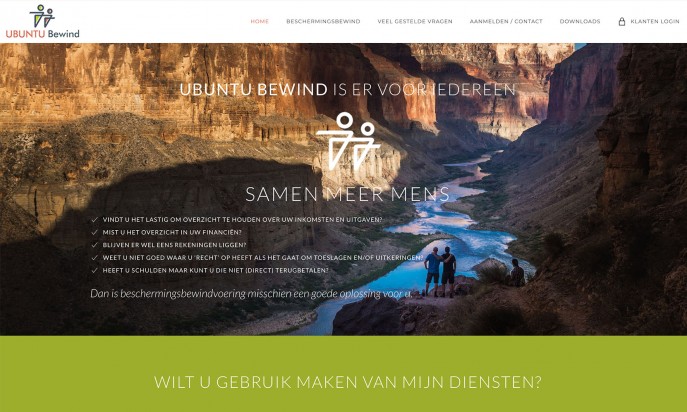 UBUNTU Bewind
HOME BESCHERMINGSBEWIND VEEL GESTELDE VRAGEN AANMELDEN / CONTACT DOWNLOADS KLANTEN LOGIN
UBUNTU BEWIND IS ER VOOR IEDEREEN
SAMEN MEER MENS
VINDT U HET LASTIG OM OVERZICHT TE HOUDEN OVER UW INKOMSTEN EN UITGAVEN?
MIST U HET OVERZICHT IN UW FINANCIËN?
BLIJVEN ER WEL EENS REKENINGEN LIGGEN?
WEET U NIET GOED WAAR U 'RECHT' OP HEEFT ALS HET GAAT OM TOESLAGEN EN/OF UITKERINGEN?
HEEFT U SCHULDEN MAAR KUNT U DIE NIET (DIRECT) TERUGBETALEN?
Dan is beschermingsbewindvoering misschien een goede oplossing voor u.
WILT U GEBRUIK MAKEN VAN MIJN DIENSTEN?